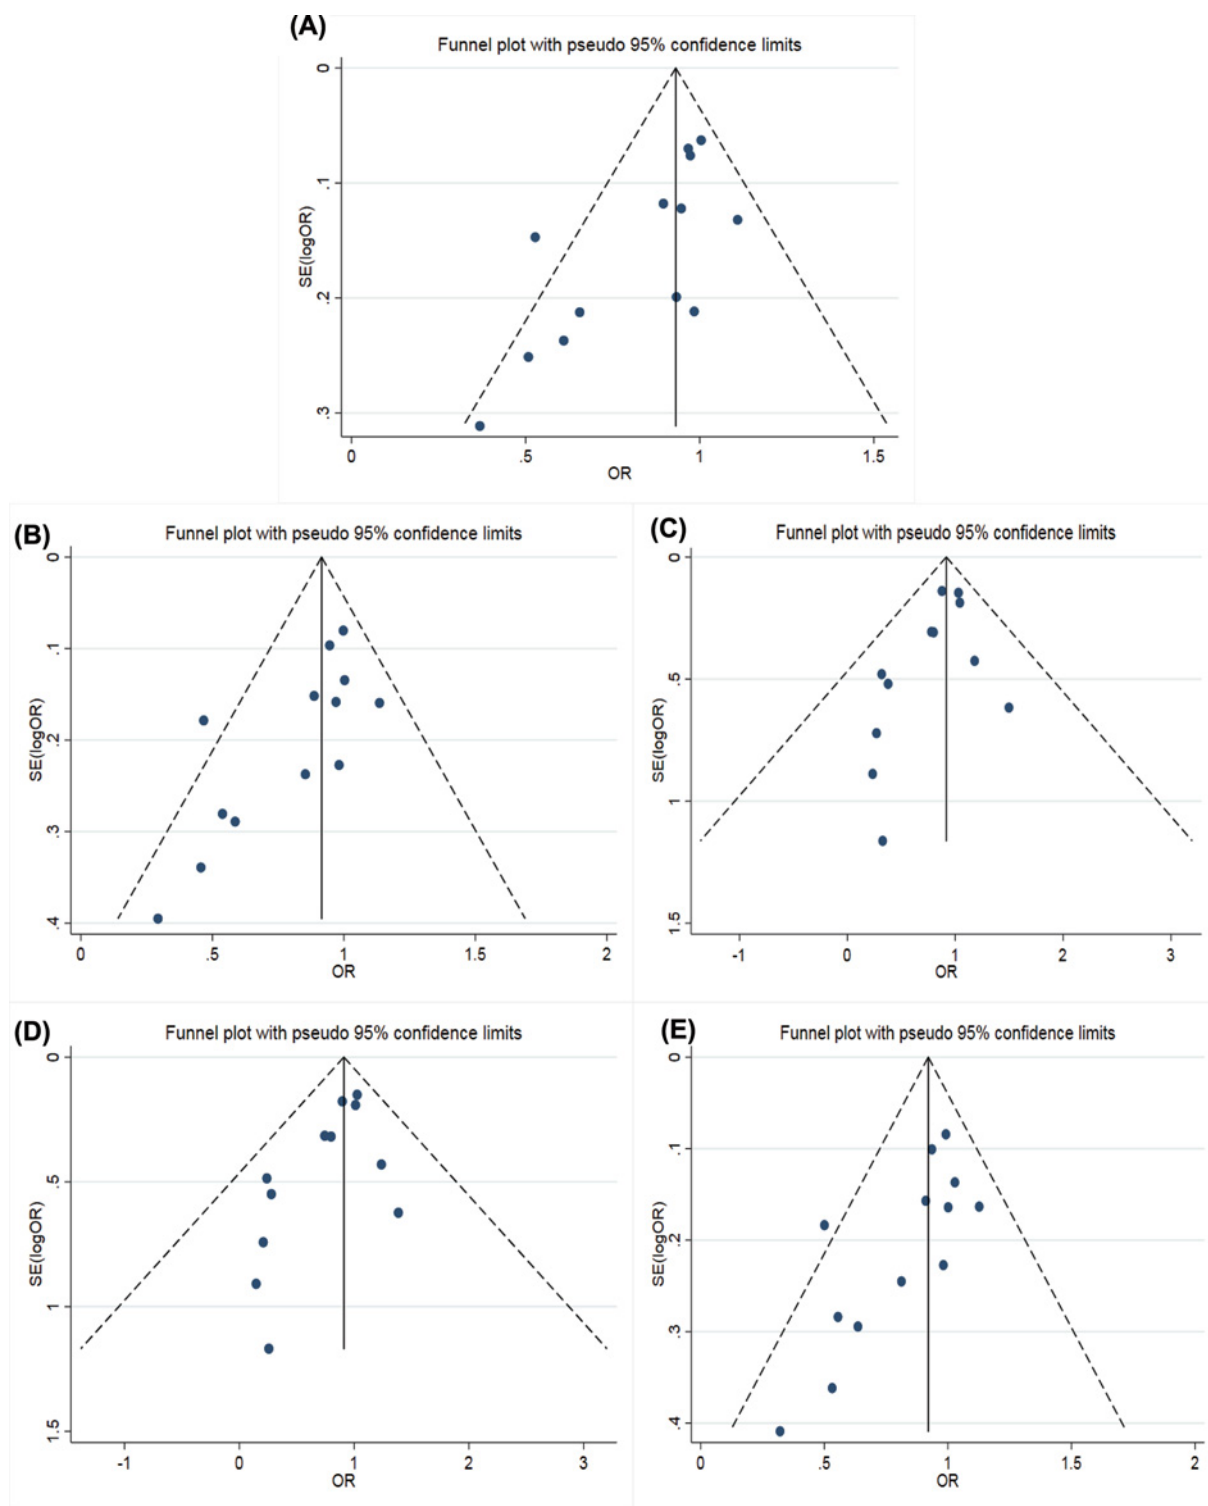 (A)
Funnel plot with pseudo 95% confidence limits
0
.1
.2
.3
SE(logOR)
0 .5 1 1.5
OR
(B)
Funnel plot with pseudo 95% confidence limits
0
.1
.2
.3
.4
SE(logOR)
0 .5 1 1.5 2
OR
(C)
Funnel plot with pseudo 95% confidence limits
0
.5
1
1.5
SE(logOR)
-1 0 1 2 3
OR
(D)
Funnel plot with pseudo 95% confidence limits
0
.5
1
1.5
SE(logOR)
-1 0 1 2 3
OR
(E)
Funnel plot with pseudo 95% confidence limits
0
.1
.2
.3
.4
SE(logOR)
0 .5 1 1.5 2
OR